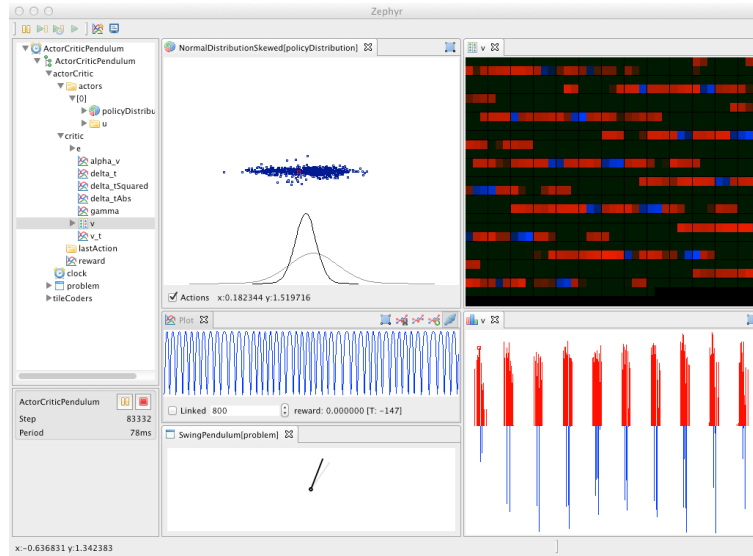 Zephyr
ActorCriticPendulum
ActorCriticPendulum
actorCritic
actors
[0]
policyDistribu
u
critic
e
alpha_v
delta_t
delta_tSquared
delta_tAbs
gamma
v
v_t
lastAction
reward
clock
problem
tileCoders
ActorCriticPendulum
Step 83332
Period 78ms
NormalDistributionSkewed[policyDistribution]
Actions x:0.182344 y:1.519716
Plot
Linked 800 reward: 0.000000 [T: -147]
SwingPendulum[problem]
v
v
x:-0.636831 y:1.342383